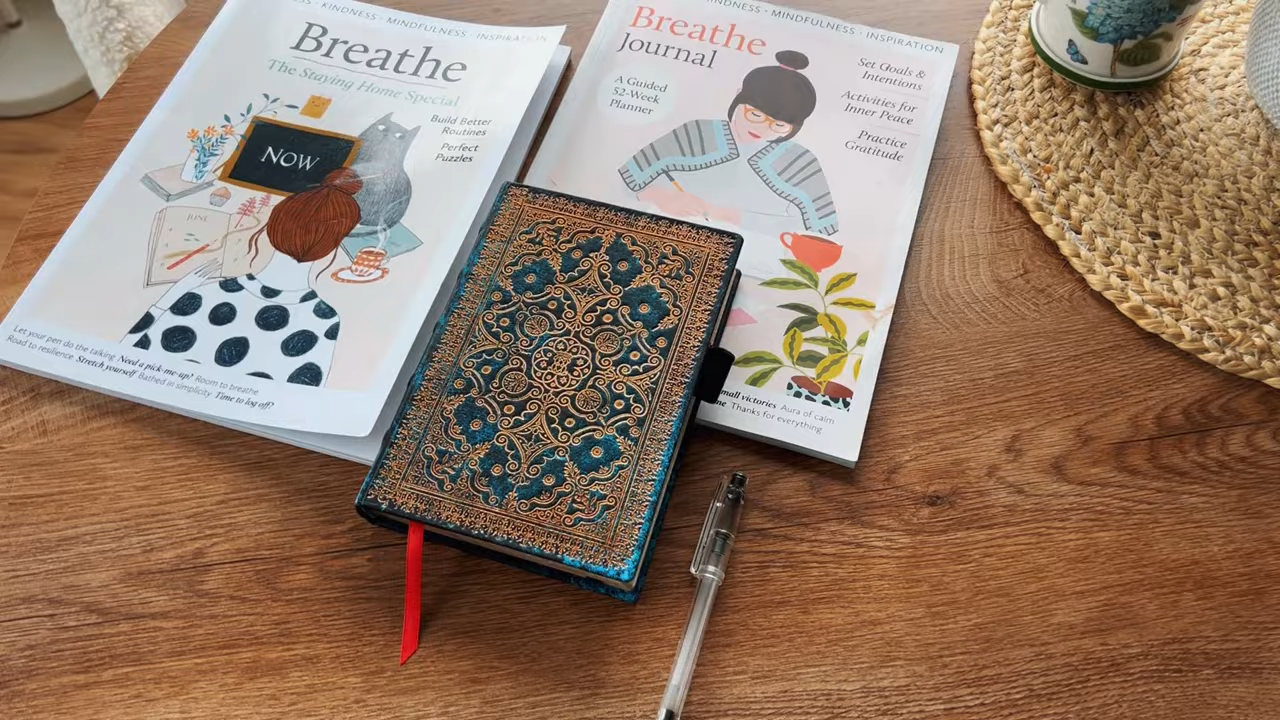 KINDNESS • MINDFULNESS • INSPIRATION
Breathe
The Staying Home Special
Build Better
Routines
Perfect
Puzzles
NOW
JUNE
Let your pen do the talking Need a pick-me-up? Room to breathe
Road to resilience Stretch yourself Bathed in simplicity Time to log off?
KINDNESS • MINDFULNESS • INSPIRATION
Breathe
Journal
A Guided
52-Week
Planner
Set Goals &
Intentions
Activities for
Inner Peace
Practice
Gratitude
small victories Aura of calm
Thanks for everything